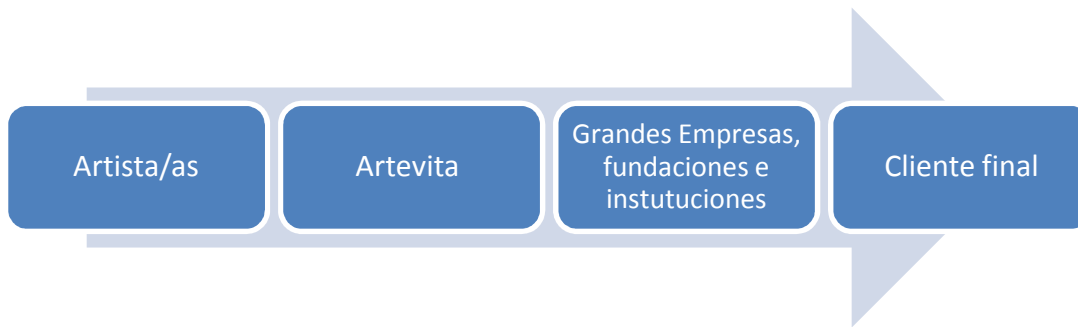 Artista/as
Artevita
Grandes Empresas,
fundaciones e
instutuciones
Cliente final